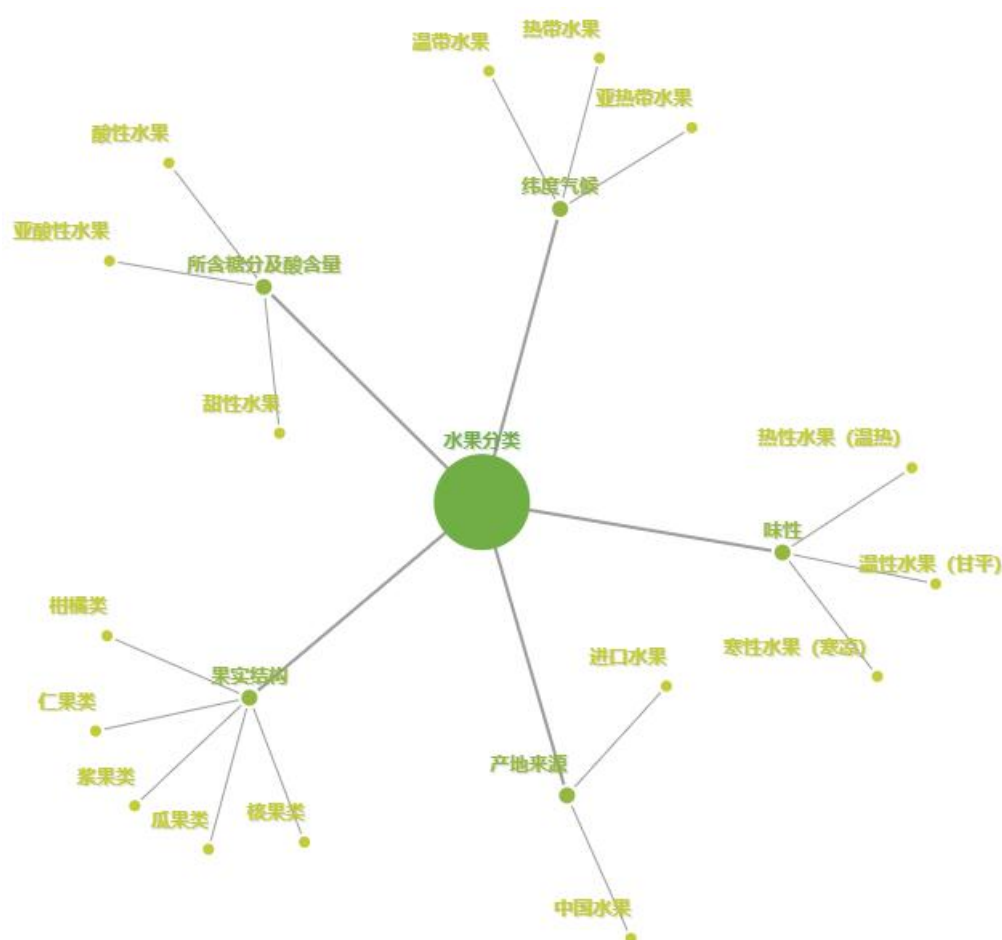 热带水果
温带水果
亚热带水果
酸性水果
纬度气候
亚酸性水果
所含糖分及酸含量
甜性水果
水果分类
热性水果（温热）
味性
温性水果（甘平）
柑橘类
寒性水果（寒凉）
进口水果
果实结构
仁果类
产地来源
浆果类
核果类
瓜果类
中国水果